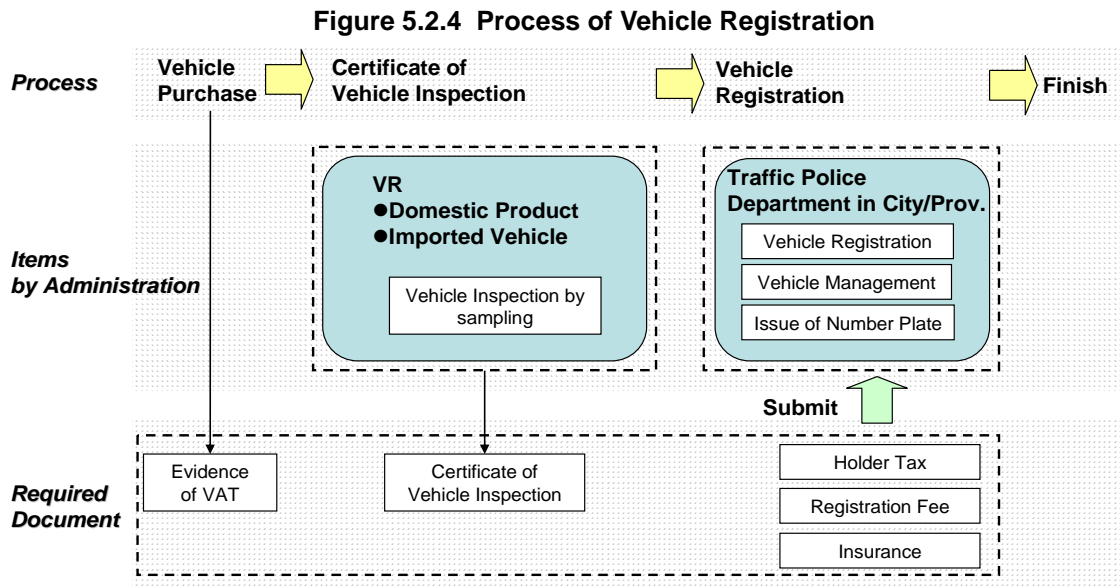 Figure 5.2.4  Process of Vehicle Registration
Process
Vehicle
Purchase
Certificate of
Vehicle Inspection
Vehicle
Registration
Finish
Items
by Administration
VR
●Domestic Product
●Imported Vehicle
Vehicle Inspection by
sampling
Traffic Police
Department in City/Prov.
Vehicle Registration
Vehicle Management
Issue of Number Plate
Submit
Required
Document
Evidence
of VAT
Certificate of
Vehicle Inspection
Holder Tax
Registration Fee
Insurance